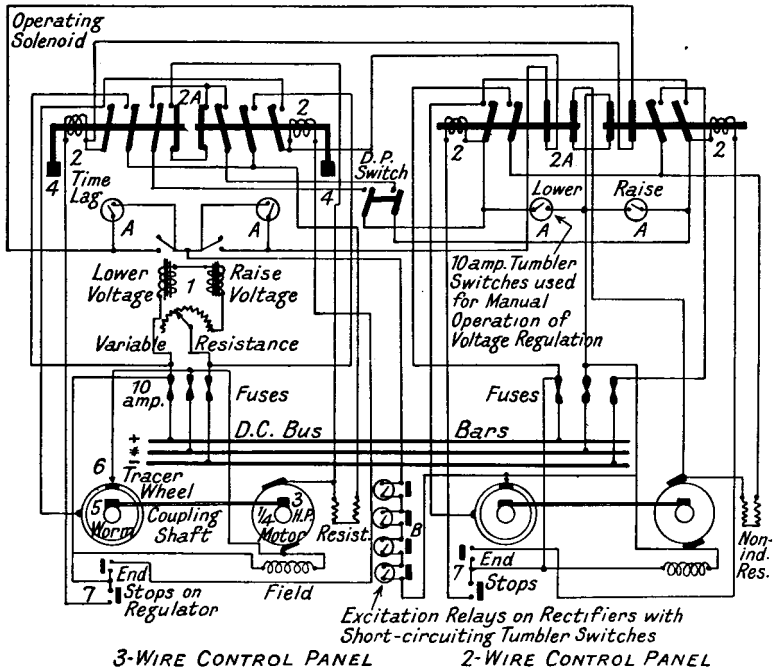 Operating
Solenoid
2A
2
2
4
Time
Lag
4
D.P.
Switch
2
2A
2
Lower
Raise
A
A
A
A
Lower
Voltage
1
Raise
Voltage
10 amp. Tumbler
Switches used
for Manual
Operation of
Voltage Regulation
Variable
Resistance
10
amp.
Fuses
Fuses
+
D.C. Bus
Bars
-
6
Tracer
Wheel
5
Worm
Coupling
Shaft
3
1/4 H.P.
Motor
Resist.
2
2
2
2
B
Non-
ind.
Res.
7
End
Stops on
Regulator
Field
7
End
Stops
Excitation Relays on Rectifiers with
Short-circuiting Tumbler Switches
3-WIRE CONTROL PANEL
2-WIRE CONTROL PANEL